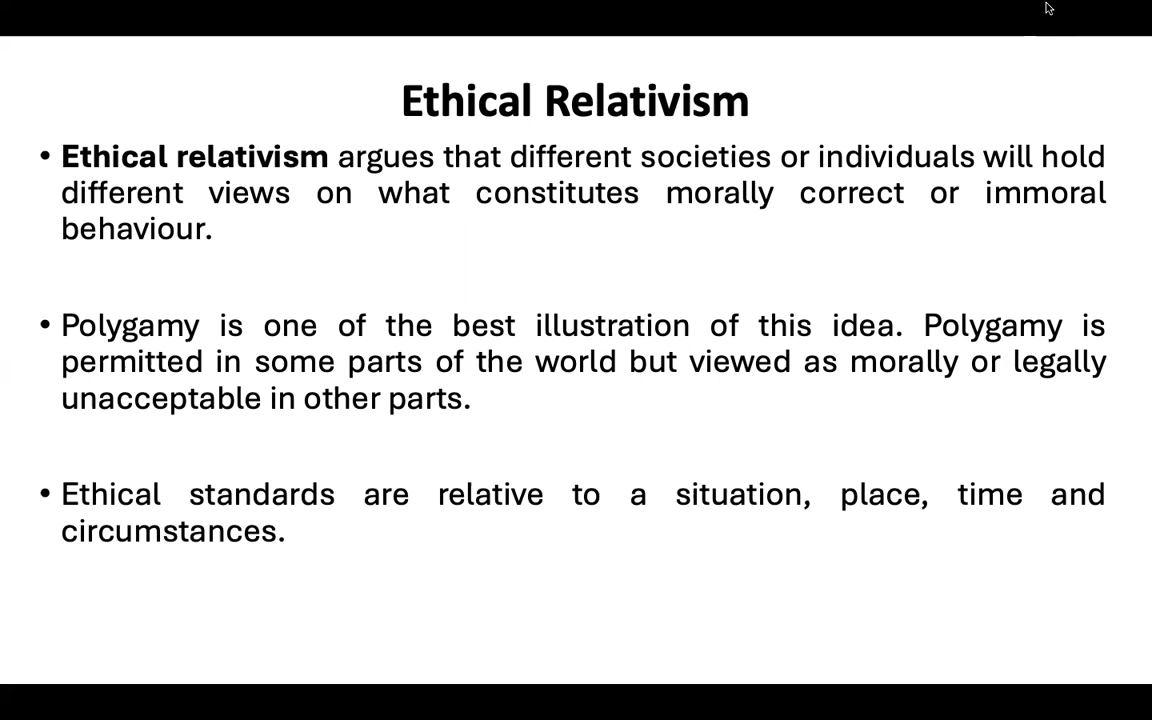 Ethical Relativism
• Ethical relativism argues that different societies or individuals will hold
different views on what constitutes morally correct or immoral
behaviour.
• Polygamy is one of the best illustration of this idea. Polygamy is
permitted in some parts of the world but viewed as morally or legally
unacceptable in other parts.
• Ethical standards are relative to a situation, place, time and
circumstances.